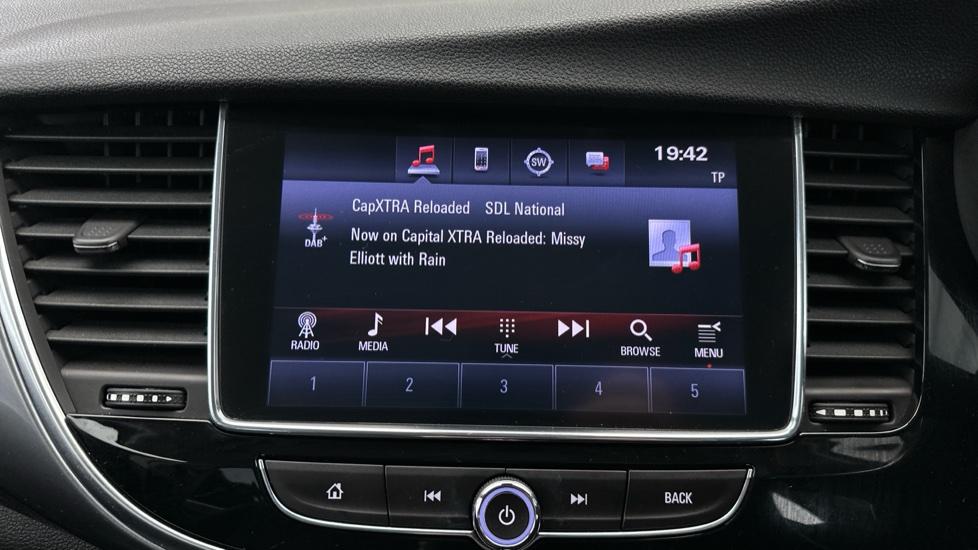 SW
19:42
TP
CapXTRA Reloaded SDL National
DAB+
Now on Capital XTRA Reloaded: Missy
Elliott with Rain
RADIO
MEDIA
TUNE
BROWSE
MENU
1 2 3 4 5
BACK